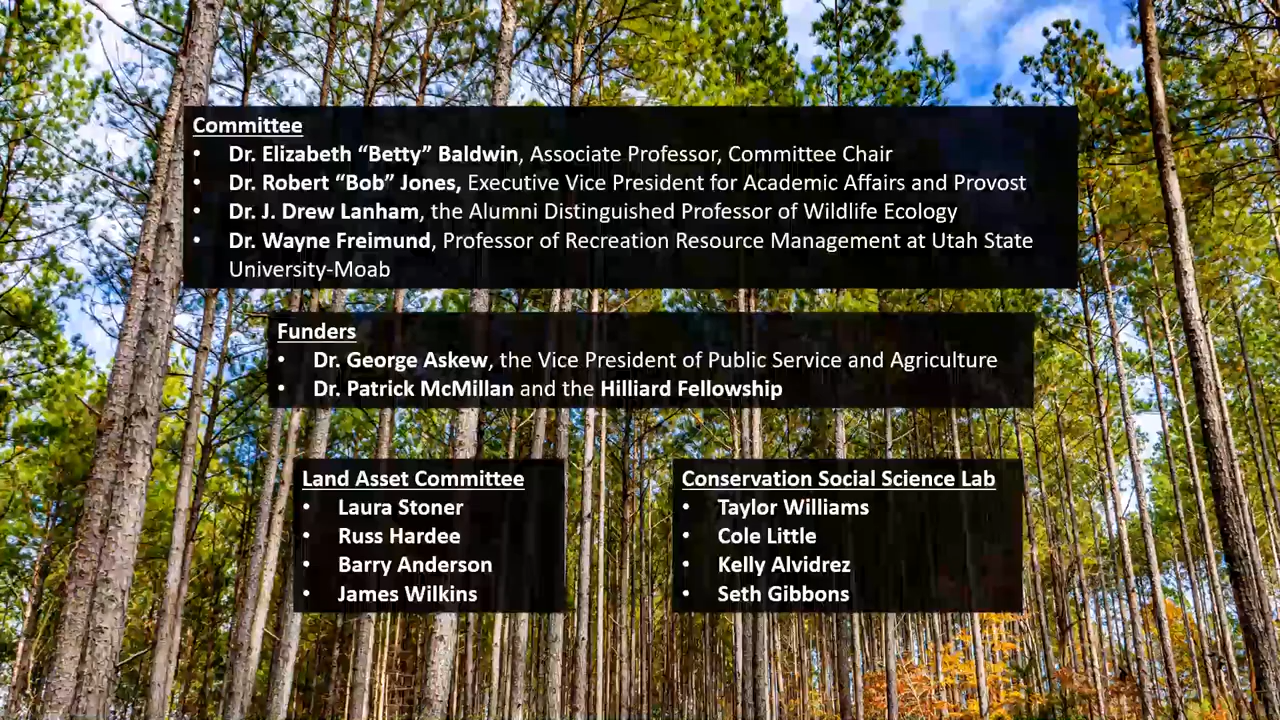 Committee
• Dr. Elizabeth “Betty” Baldwin, Associate Professor, Committee Chair
• Dr. Robert “Bob” Jones, Executive Vice President for Academic Affairs and Provost
• Dr. J. Drew Lanham, the Alumni Distinguished Professor of Wildlife Ecology
• Dr. Wayne Freimund, Professor of Recreation Resource Management at Utah State
University-Moab
Funders
• Dr. George Askew, the Vice President of Public Service and Agriculture
• Dr. Patrick McMillan and the Hilliard Fellowship
Land Asset Committee
• Laura Stoner
• Russ Hardee
• Barry Anderson
• James Wilkins
Conservation Social Science Lab
• Taylor Williams
• Cole Little
• Kelly Alvidrez
• Seth Gibbons